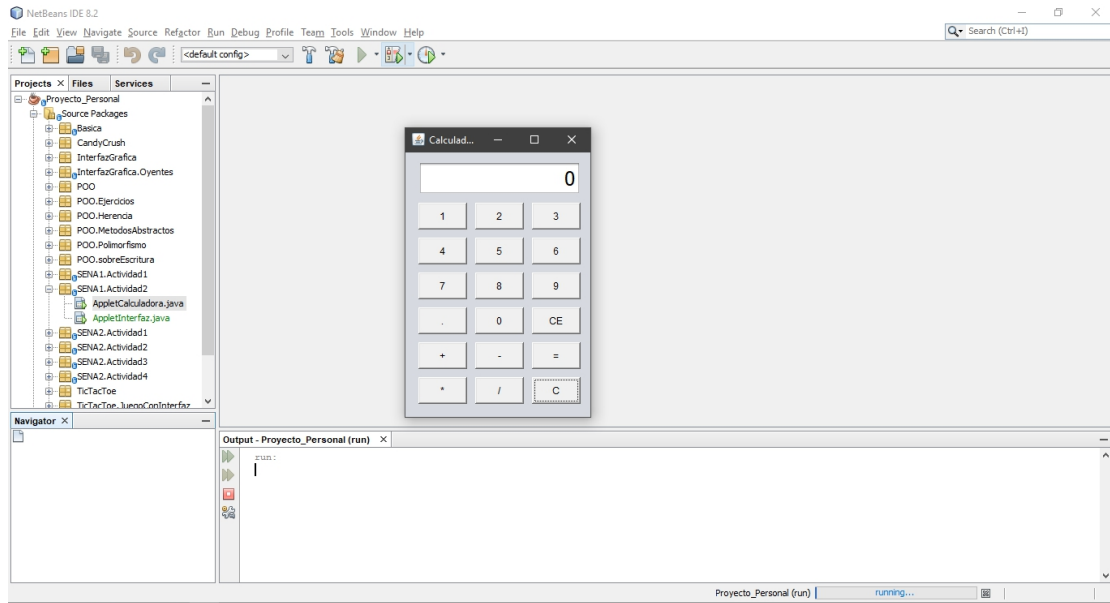 NetBeans IDE 8.2
File Edit View Navigate Source Refactor Run Debug Profile Team Tools Window Help
Search (Ctrl+I)
<default config>
Projects Files Services
Proyecto_Personal
Source Packages
Basica
CandyCrush
InterfazGrafica
InterfazGrafica.Oyentes
POO
POO.Ejercicios
POO.Herencia
POO.MetodosAbstractos
POO.Polimorfismo
POO.sobreEscritura
SENA1.Actividad1
SENA1.Actividad2
AppletCalculadora.java
AppletInterfaz.java
SENA2.Actividad1
SENA2.Actividad2
SENA2.Actividad3
SENA2.Actividad4
TicTacToe
TicTacToe.JuegoConInterfaz
Calculad...
0
1 2 3
4 5 6
7 8 9
. 0 CE
+ - =
* / C
Navigator
Output - Proyecto_Personal (run)
run:
Proyecto_Personal (run) running...